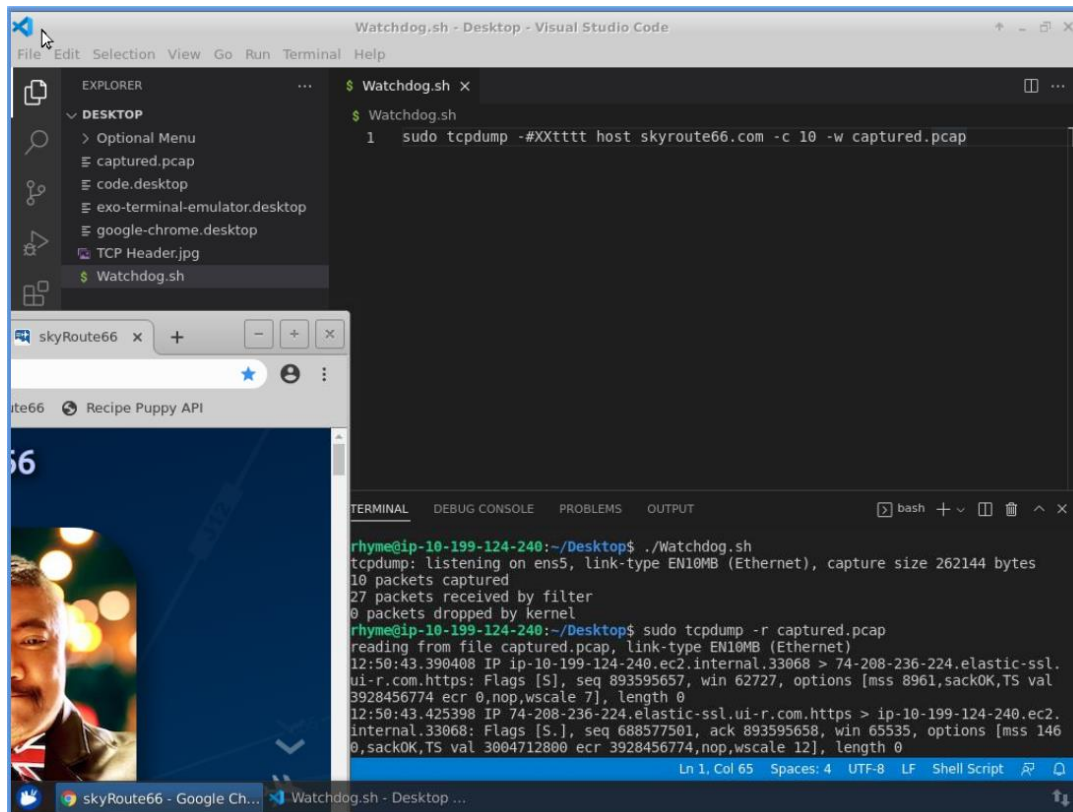 Watchdog.sh - Desktop - Visual Studio Code
File Edit Selection View Go Run Terminal Help
EXPLORER
DESKTOP
Optional Menu
captured.pcap
code.desktop
exo-terminal-emulator.desktop
google-chrome.desktop
TCP Header.jpg
$ Watchdog.sh
$ Watchdog.sh
$ Watchdog.sh
1 sudo tcpdump -#XXtttt host skyroute66.com -c 10 -w captured.pcap
skyRoute66
ute66 Recipe Puppy API
66
TERMINAL DEBUG CONSOLE PROBLEMS OUTPUT bash
rhyme@ip-10-199-124-240:~/Desktop$ ./Watchdog.sh
tcpdump: listening on ens5, link-type EN10MB (Ethernet), capture size 262144 bytes
10 packets captured
27 packets received by filter
0 packets dropped by kernel
rhyme@ip-10-199-124-240:~/Desktop$ sudo tcpdump -r captured.pcap
reading from file captured.pcap, link-type EN10MB (Ethernet)
12:50:43.390408 IP ip-10-199-124-240.ec2.internal.33068 > 74-208-236-224.elastic-ssl.
ui-r.com.https: Flags [S], seq 893595657, win 62727, options [mss 8961,sackOK,TS val
3928456774 ecr 0,nop,wscale 7], length 0
12:50:43.425398 IP 74-208-236-224.elastic-ssl.ui-r.com.https > ip-10-199-124-240.ec2.
internal.33068: Flags [S.], seq 688577501, ack 893595658, win 65535, options [mss 146
0,sackOK,TS val 3004712800 ecr 3928456774,nop,wscale 12], length 0
Ln 1, Col 65 Spaces: 4 UTF-8 LF Shell Script
skyRoute66 - Google Ch... Watchdog.sh - Desktop ...